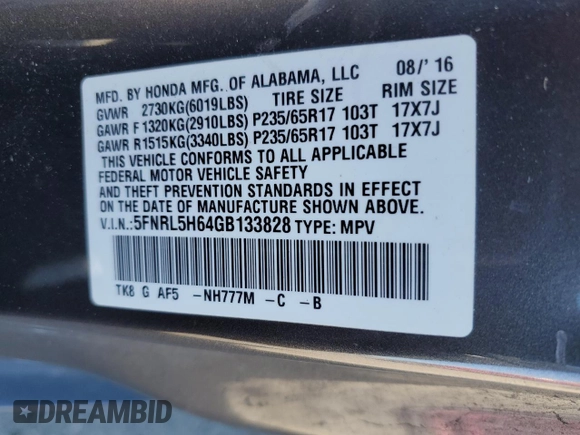 MFD. BY HONDA MFG. OF ALABAMA, LLC 08/'16
GVWR 2730KG(6019LBS) TIRE SIZE RIM SIZE
GAWR F1320KG(2910LBS) P235/65R17 103T 17X7J
GAWR R1515KG(3340LBS) P235/65R17 103T 17X7J
THIS VEHICLE CONFORMS TO ALL APPLICABLE
FEDERAL MOTOR VEHICLE SAFETY
AND THEFT PREVENTION STANDARDS IN EFFECT
ON THE DATE OF MANUFACTURE SHOWN ABOVE.
V.I.N.:5FNRL5H64GB133828 TYPE: MPV
TK8 G AF5 -NH777M -C -B
DREAMBID